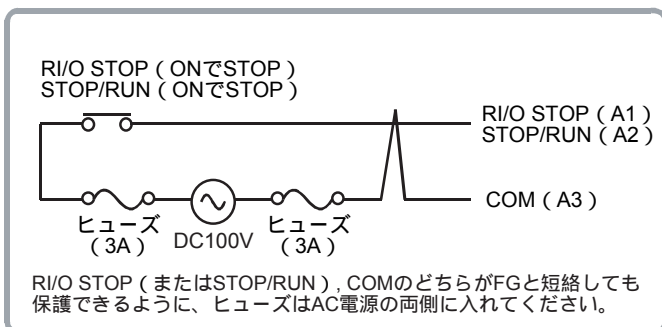 RI/O STOP（ONでSTOP）
STOP/RUN（ONでSTOP）
RI/O STOP（A1）
STOP/RUN（A2）
COM（A3）
ヒューズ
（3A）
DC100V
ヒューズ
（3A）
RI/O STOP（またはSTOP/RUN）, COMのどちらがFGと短絡しても
保護できるように、ヒューズはAC電源の両側に入れてください。